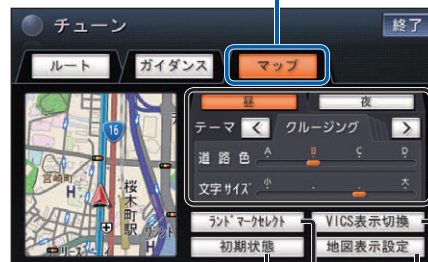 チューン
終了
ルート
ガイダンス
マップ
昼
夜
テーマ
クルージング
道路色
A B C D
文字サイズ
小 大
ランドマークセレクト
VICS表示切換
初期状態
地図表示設定
16
宮崎町
桜木町駅
H
H